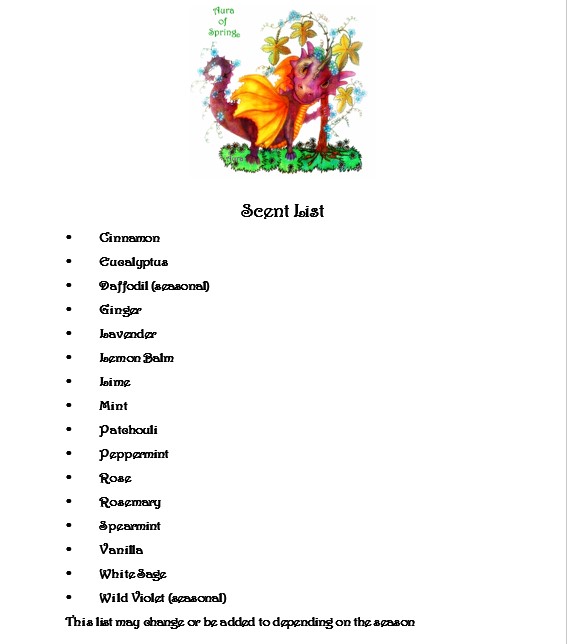 Aura
of
Spring
Scent List
• Cinnamon
• Eucalyptus
• Daffodil (seasonal)
• Ginger
• Lavender
• Lemon Balm
• Lime
• Mint
• Patchouli
• Peppermint
• Rose
• Rosemary
• Spearmint
• Vanilla
• White Sage
• Wild Violet (seasonal)
This list may change or be added to depending on the season